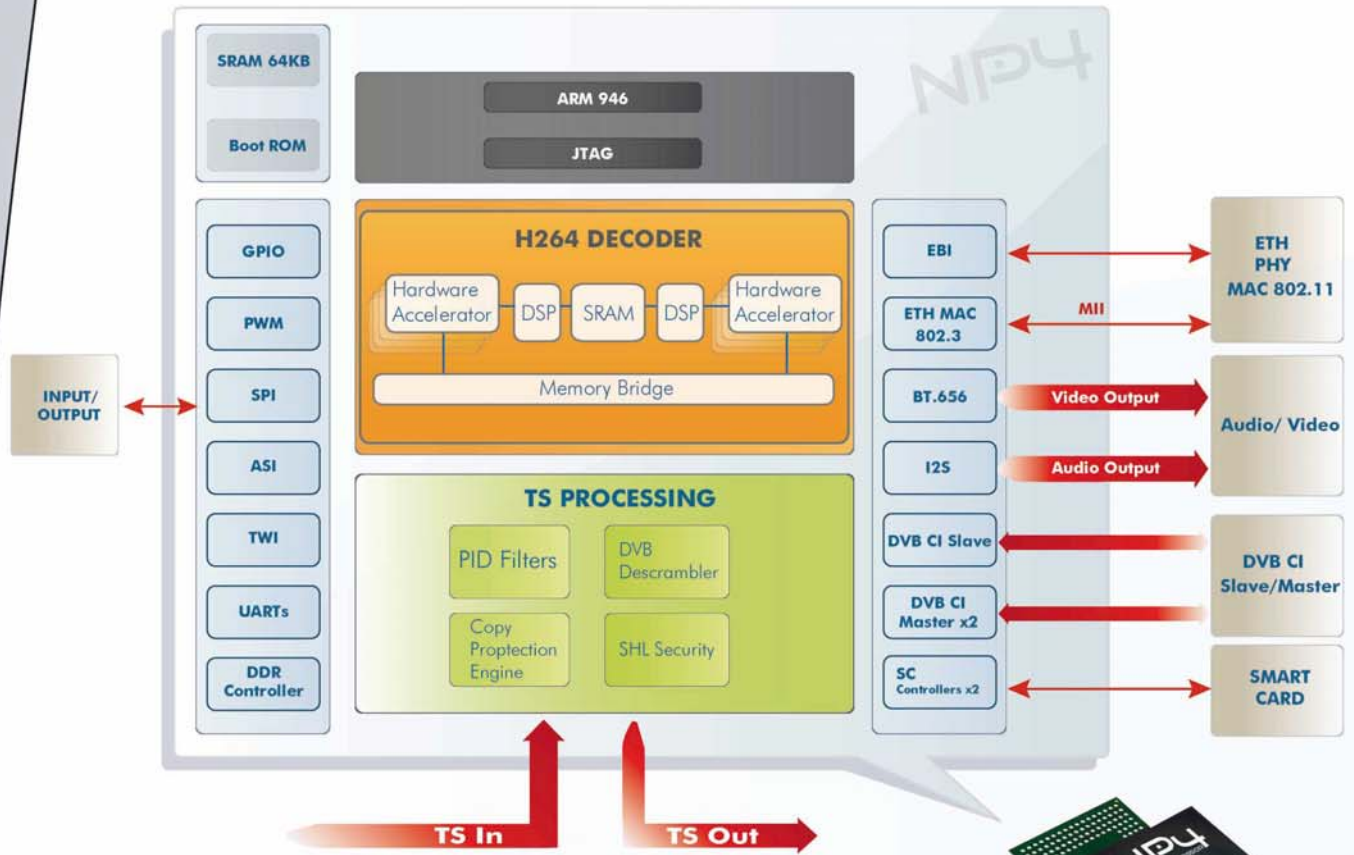 NP4
SRAM 64KB
Boot ROM
ARM 946
JTAG
GPIO
PWM
SPI
ASI
TWI
UARTs
DDR
Controller
INPUT/
OUTPUT
H264 DECODER
Hardware
Accelerator
DSP
SRAM
DSP
Hardware
Accelerator
Memory Bridge
TS PROCESSING
PID Filters
DVB
Descrambler
Copy
Proptection
Engine
SHL Security
EBI
ETH MAC
802.3
BT.656
I2S
DVB CI Slave
DVB CI
Master x2
SC
Controllers x2
MII
Video Output
Audio Output
ETH
PHY
MAC 802.11
Audio/ Video
DVB CI
Slave/Master
SMART
CARD
TS In
TS Out
NP4